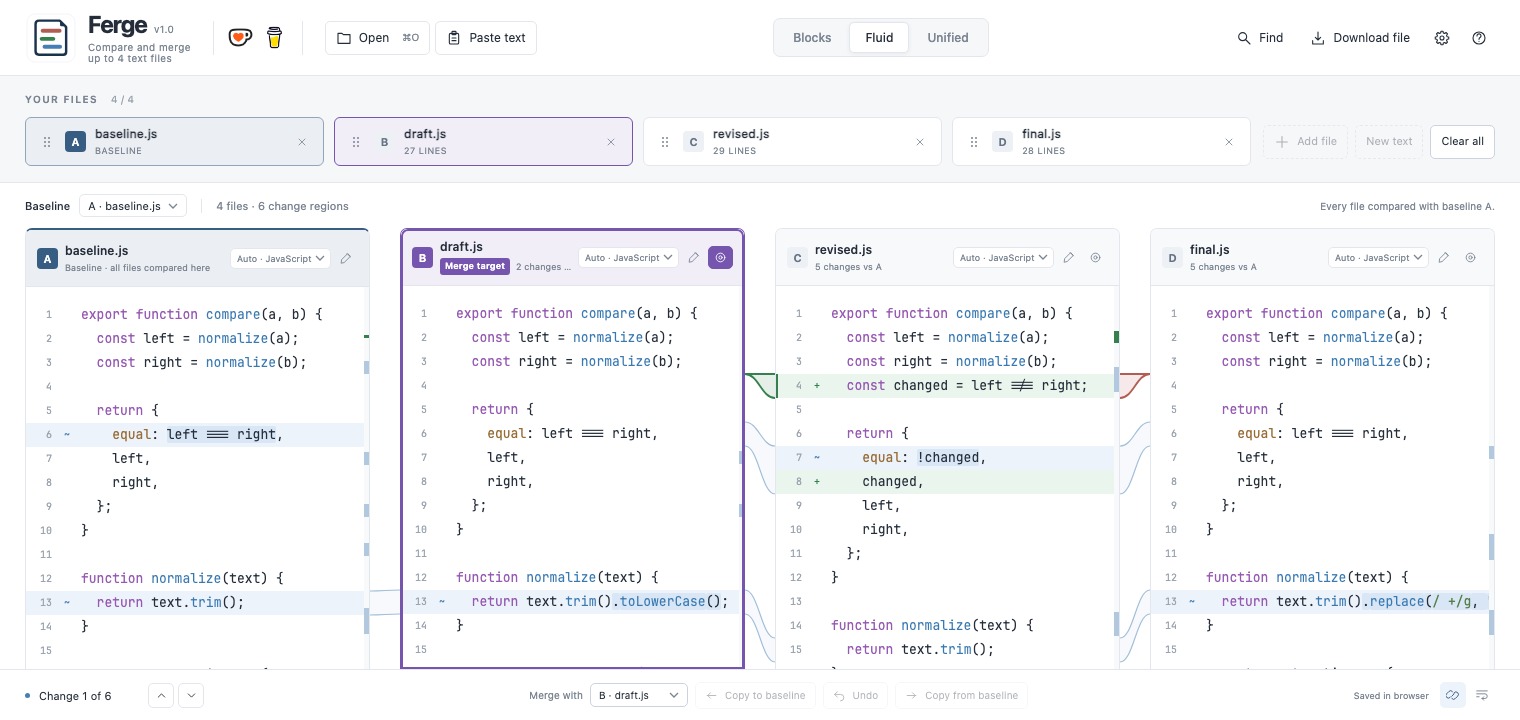 Ferge v1.0
Compare and merge
up to 4 text files
Open ⌘O
Paste text
Blocks Fluid Unified
Find
Download file
YOUR FILES 4 / 4
A baseline.js
BASELINE
B draft.js
27 LINES
C revised.js
29 LINES
D final.js
28 LINES
Add file
New text
Clear all
Baseline A · baseline.js 4 files · 6 change regions
Every file compared with baseline A.
A baseline.js
Baseline · all files compared here
Auto · JavaScript
1 export function compare(a, b) {
2 const left = normalize(a);
3 const right = normalize(b);
4
5 return {
6 ~ equal: left === right,
7 left,
8 right,
9 };
10 }
11
12 function normalize(text) {
13 ~ return text.trim();
14 }
15
B draft.js
Merge target 2 changes ...
Auto · JavaScript
1 export function compare(a, b) {
2 const left = normalize(a);
3 const right = normalize(b);
4
5 return {
6 equal: left === right,
7 left,
8 right,
9 };
10 }
11
12 function normalize(text) {
13 ~ return text.trim().toLowerCase();
14 }
15
C revised.js
5 changes vs A
Auto · JavaScript
1 export function compare(a, b) {
2 const left = normalize(a);
3 const right = normalize(b);
4 + const changed = left !== right;
5
6 return {
7 ~ equal: !changed,
8 + changed,
9 left,
10 right,
11 };
12 }
13
14 function normalize(text) {
15 return text.trim();
D final.js
5 changes vs A
Auto · JavaScript
1 export function compare(a, b) {
2 const left = normalize(a);
3 const right = normalize(b);
4
5 return {
6 equal: left === right,
7 left,
8 right,
9 };
10 }
11
12 function normalize(text) {
13 ~ return text.trim().replace(/ +/g,
14 }
15
Change 1 of 6
Merge with B · draft.js
← Copy to baseline
Undo
→ Copy from baseline
Saved in browser